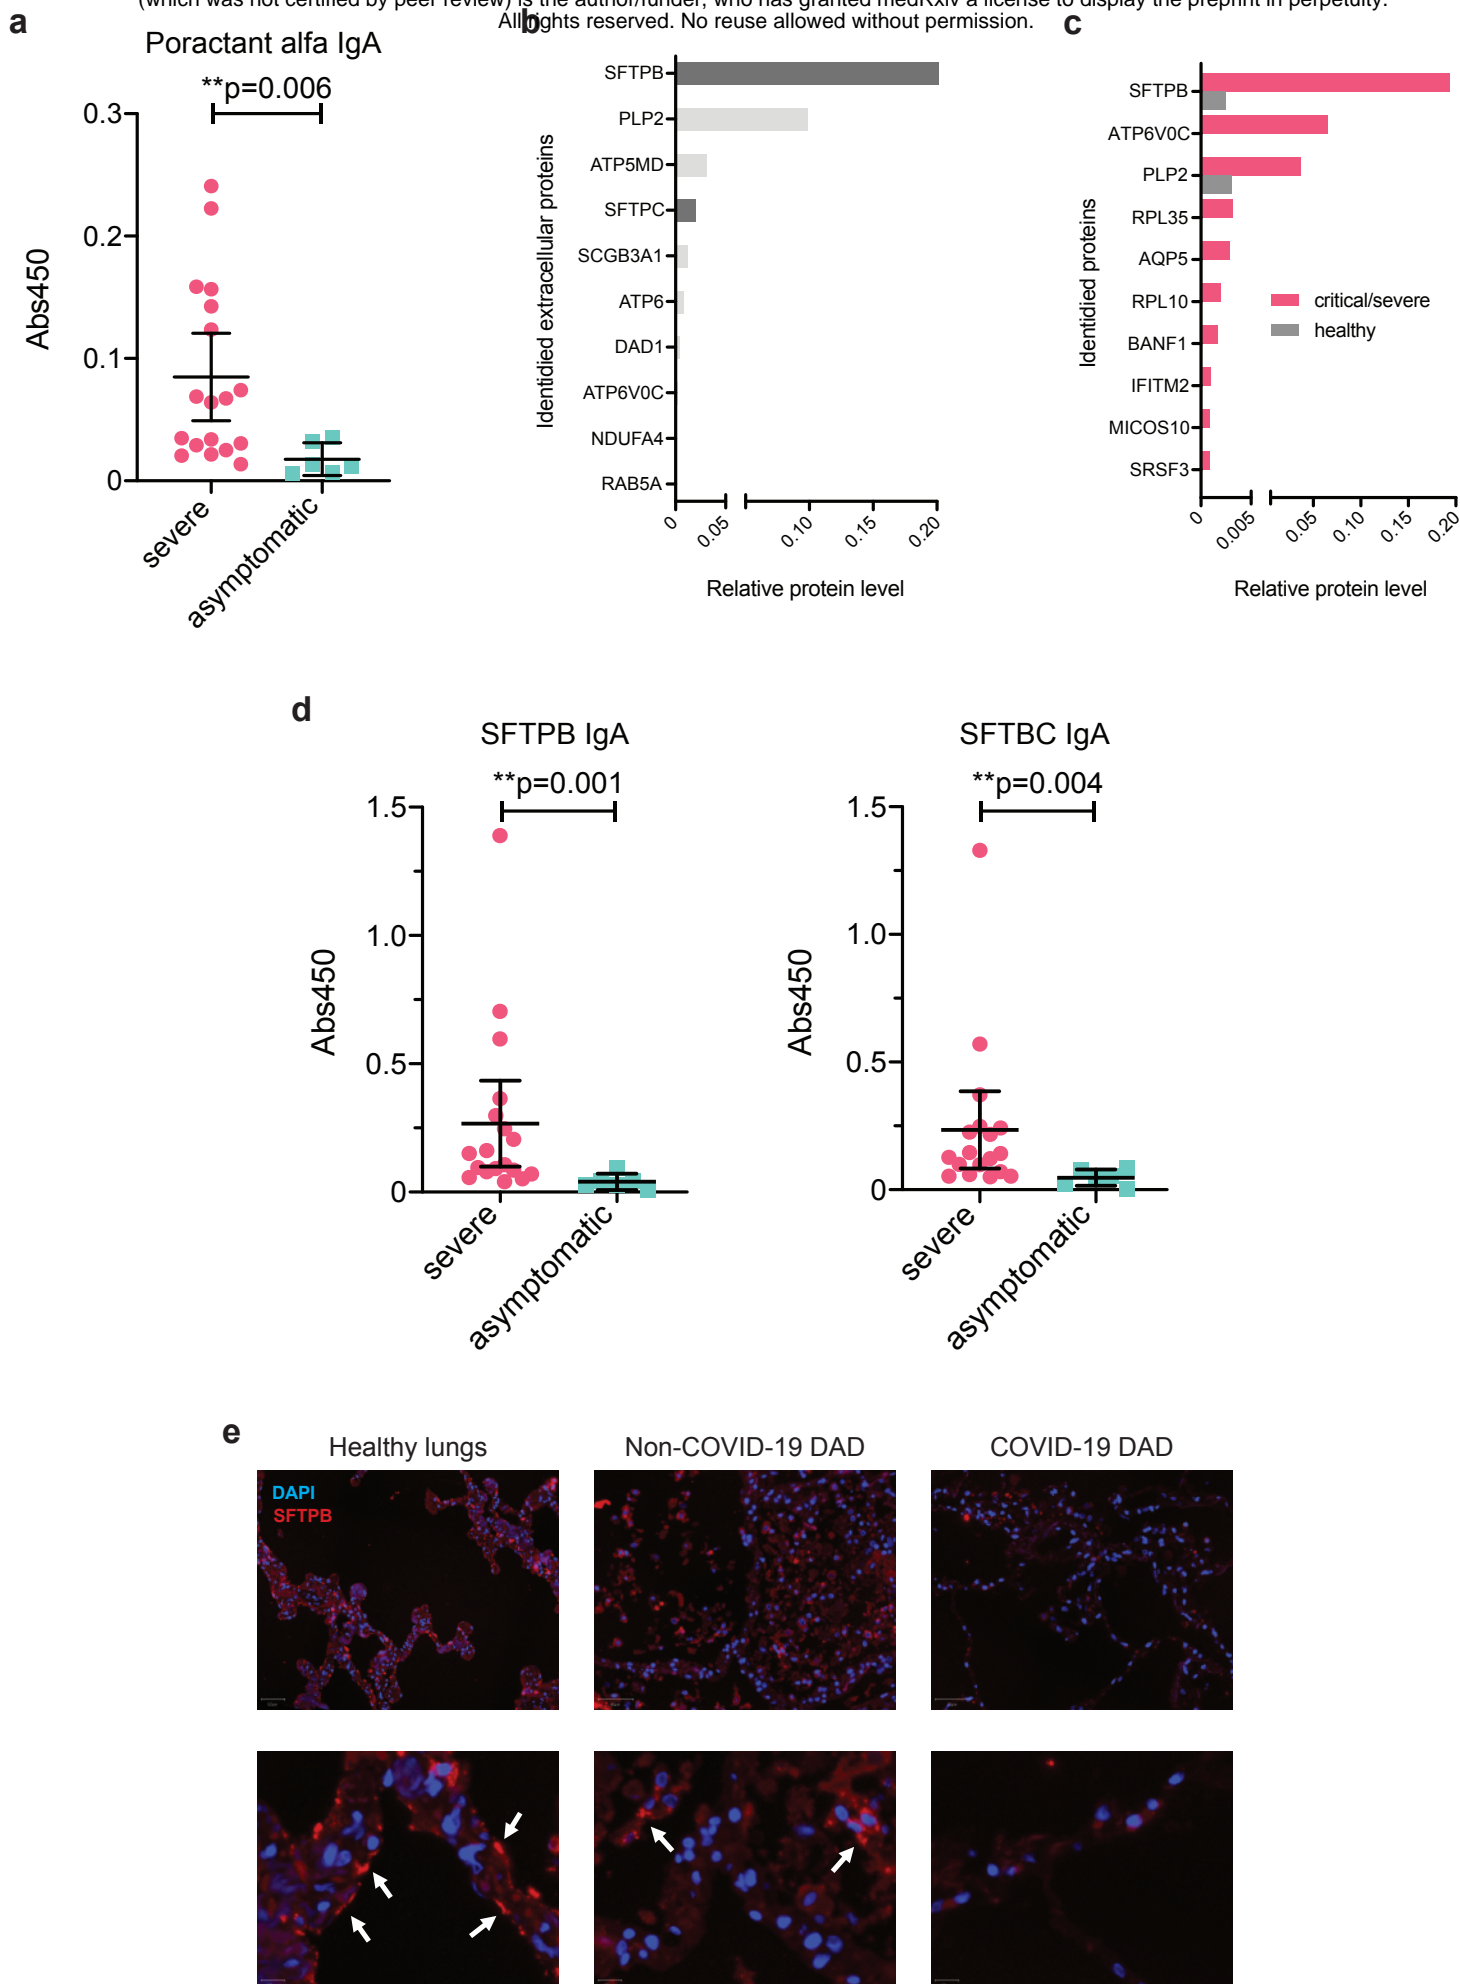 (which was not certified by peer review) is the author/funder, who has granted medRxiv a license to display the preprint in perpetuity.
All rights reserved. No reuse allowed without permission.
a
Poractant alfa IgA
**p=0.006
0.3
0.2
0.1
0
Abs450
severe
asymptomatic
b
SFTPB
PLP2
ATP5MD
SFTPC
SCGB3A1
ATP6
DAD1
ATP6V0C
NDUFA4
RAB5A
Identidied extracellular proteins
0
0.05
0.10
0.15
0.20
Relative protein level
c
SFTPB
ATP6V0C
PLP2
RPL35
AQP5
RPL10
BANF1
IFITM2
MICOS10
SRSF3
Identidied proteins
critical/severe
healthy
0
0.005
0.05
0.10
0.15
0.20
Relative protein level
d
SFTPB IgA
**p=0.001
1.5
1.0
0.5
0
Abs450
severe
asymptomatic
SFTBC IgA
**p=0.004
1.5
1.0
0.5
0
Abs450
severe
asymptomatic
e
Healthy lungs
Non-COVID-19 DAD
COVID-19 DAD
DAPI
SFTPB